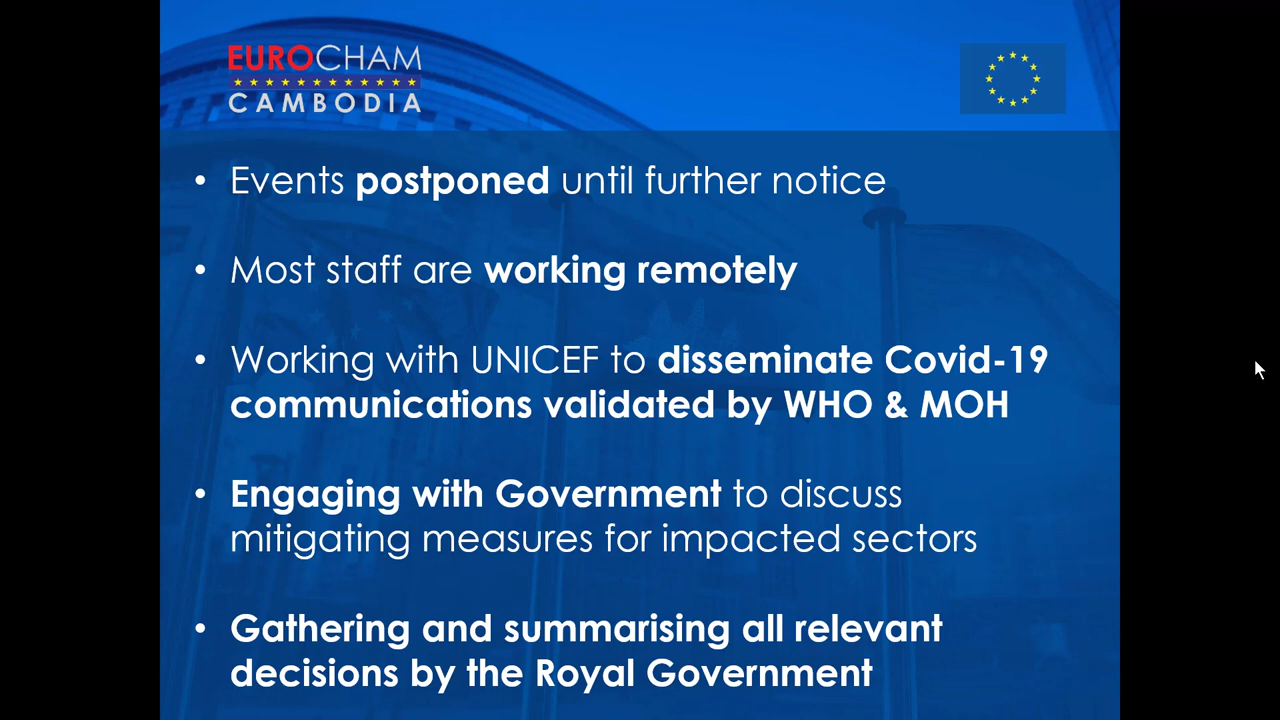 EUROCHAM
CAMBODIA
• Events postponed until further notice
• Most staff are working remotely
• Working with UNICEF to disseminate Covid-19
communications validated by WHO & MOH
• Engaging with Government to discuss
mitigating measures for impacted sectors
• Gathering and summarising all relevant
decisions by the Royal Government